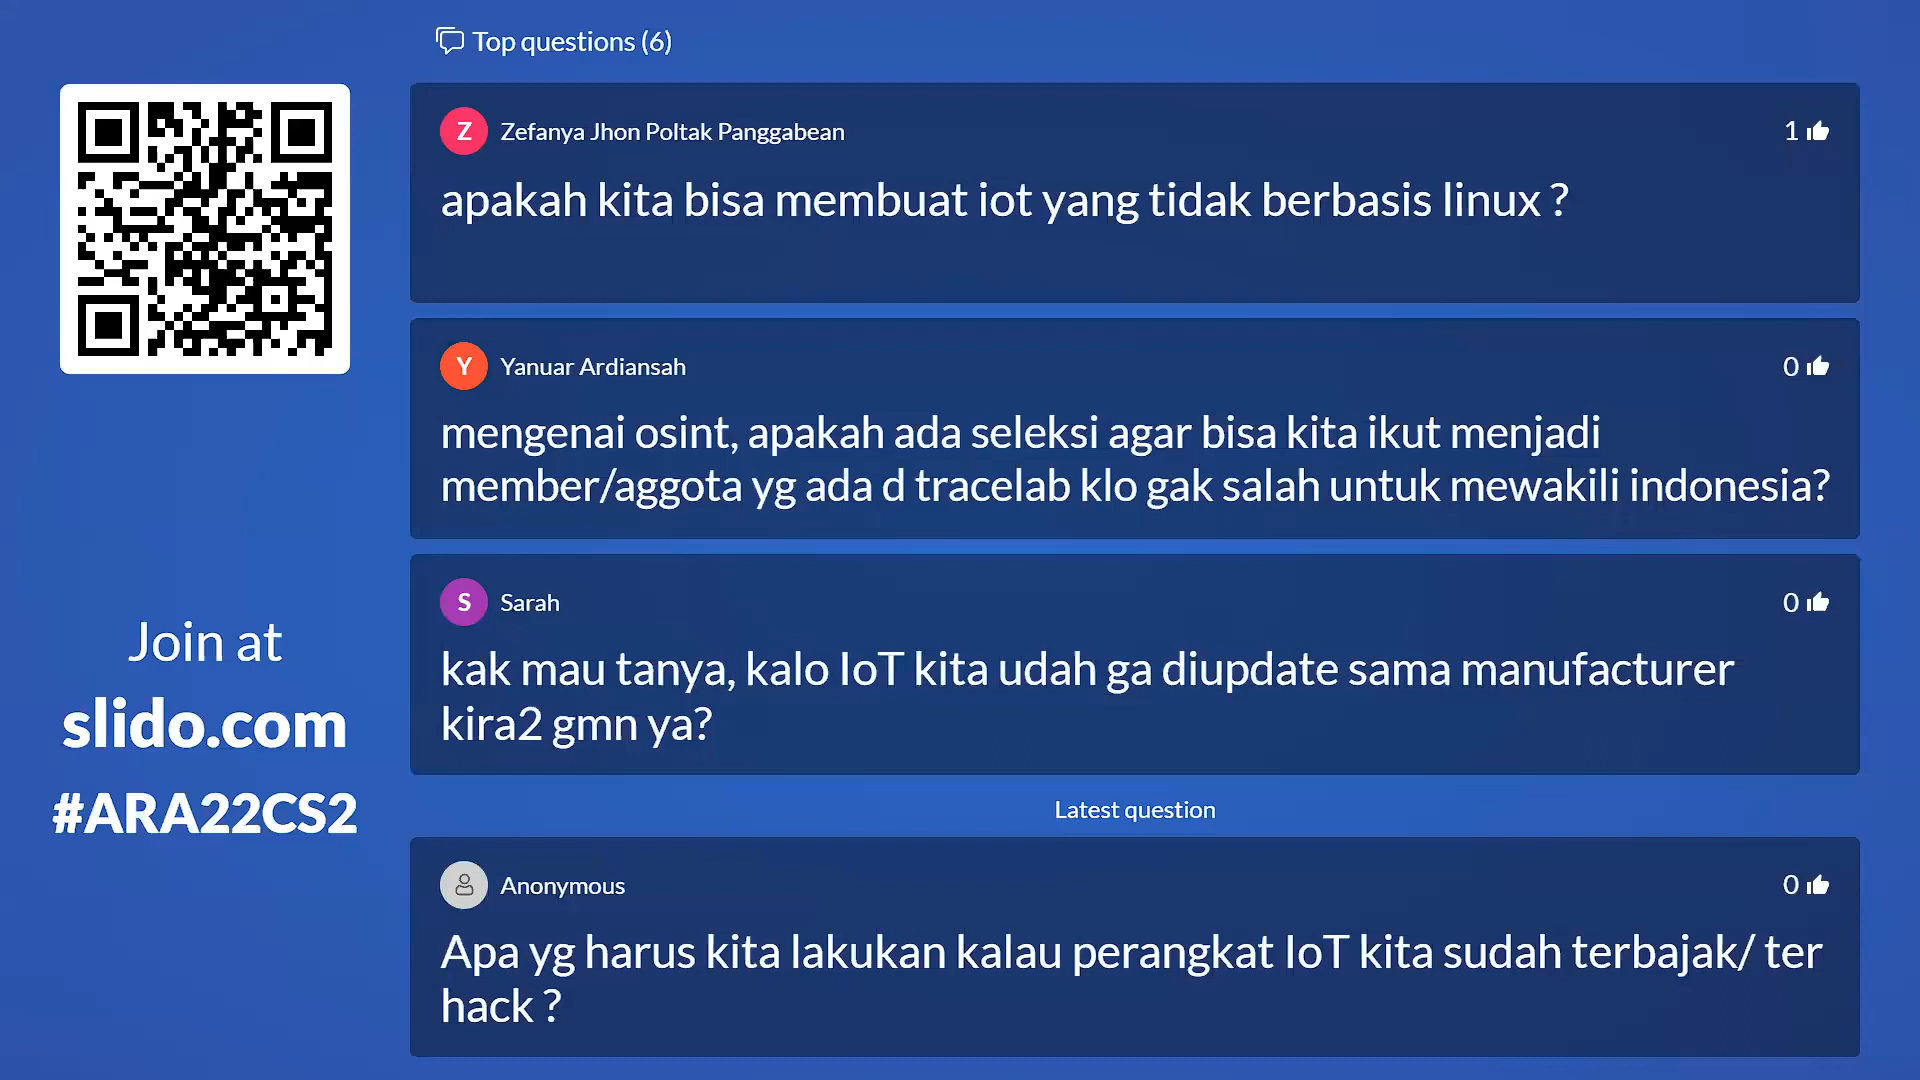 Top questions (6)
Z
Zefanya Jhon Poltak Panggabean
1
apakah kita bisa membuat iot yang tidak berbasis linux ?
Y
Yanuar Ardiansah
0
mengenai osint, apakah ada seleksi agar bisa kita ikut menjadi
member/aggota yg ada d tracelab klo gak salah untuk mewakili indonesia?
S
Sarah
0
kak mau tanya, kalo IoT kita udah ga diupdate sama manufacturer
kira2 gmn ya?
Latest question
Anonymous
0
Apa yg harus kita lakukan kalau perangkat IoT kita sudah terbajak/ ter
hack ?
Join at
slido.com
#ARA22CS2